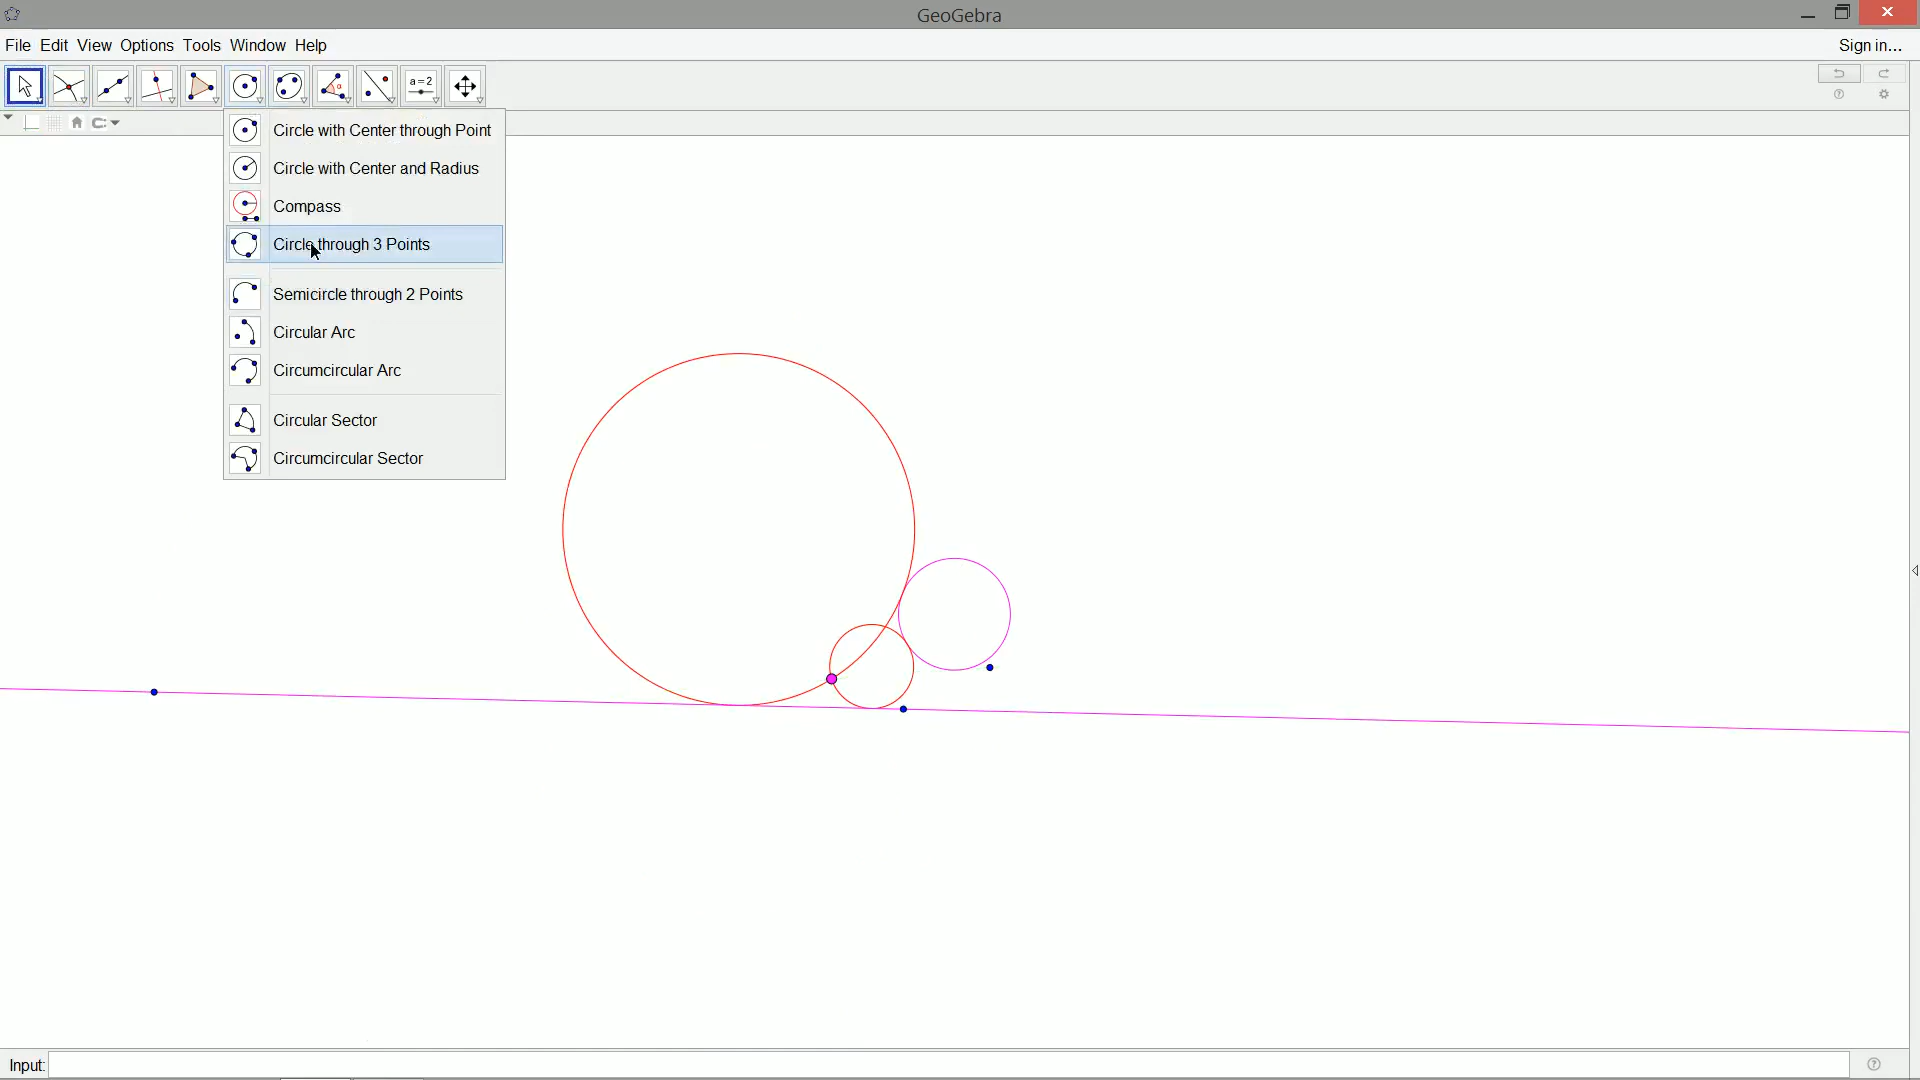 GeoGebra
File Edit View Options Tools Window Help
Sign in...
a=2
Circle with Center through Point
Circle with Center and Radius
Compass
Circle through 3 Points
Semicircle through 2 Points
Circular Arc
Circumcircular Arc
Circular Sector
Circumcircular Sector
Input: